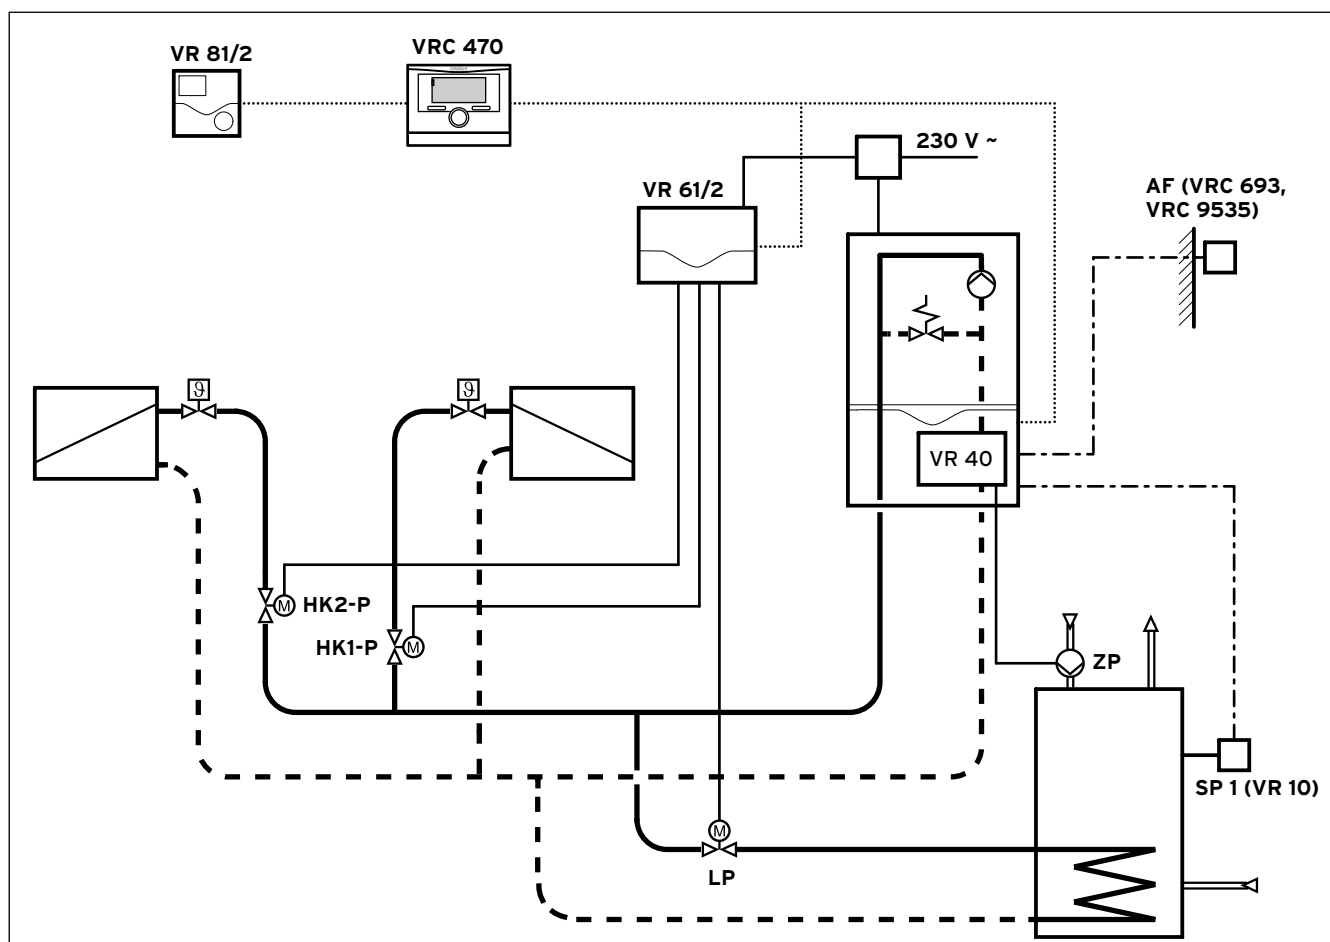 VR 81/2
VRC 470
230 V ~
VR 61/2
AF (VRC 693,
VRC 9535)
ϑ
ϑ
VR 40
M
HK2-P
HK1-P
M
ZP
SP 1 (VR 10)
M
LP